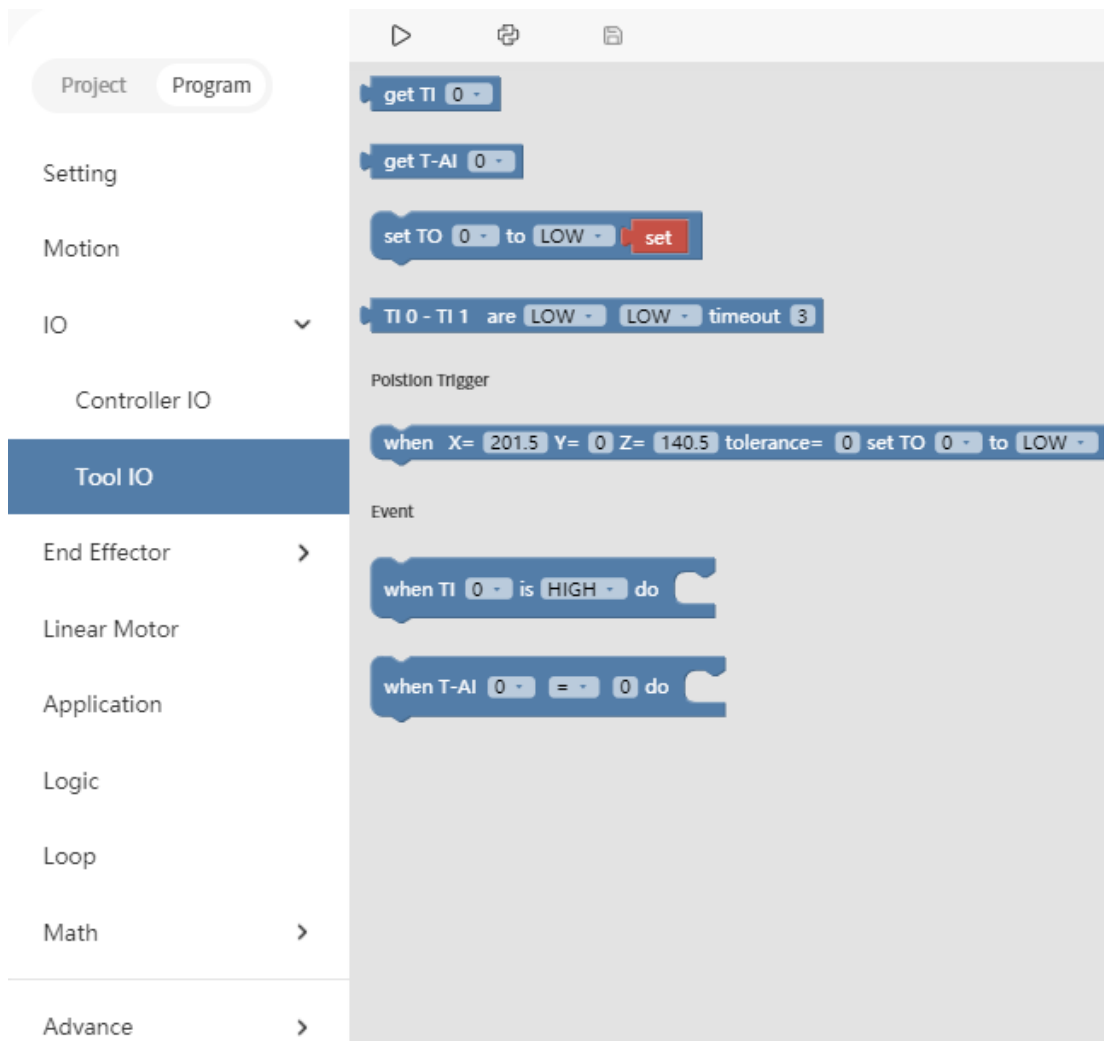 Project Program
Setting
Motion
IO
Controller IO
Tool IO
End Effector
Linear Motor
Application
Logic
Loop
Math
Advance
get TI 0
get T-AI 0
set TO 0 to LOW set
TI 0 - TI 1 are LOW LOW timeout 3
Poistion Trigger
when X= 201.5 Y= 0 Z= 140.5 tolerance= 0 set TO 0 to LOW
Event
when TI 0 is HIGH do
when T-AI 0 = 0 do